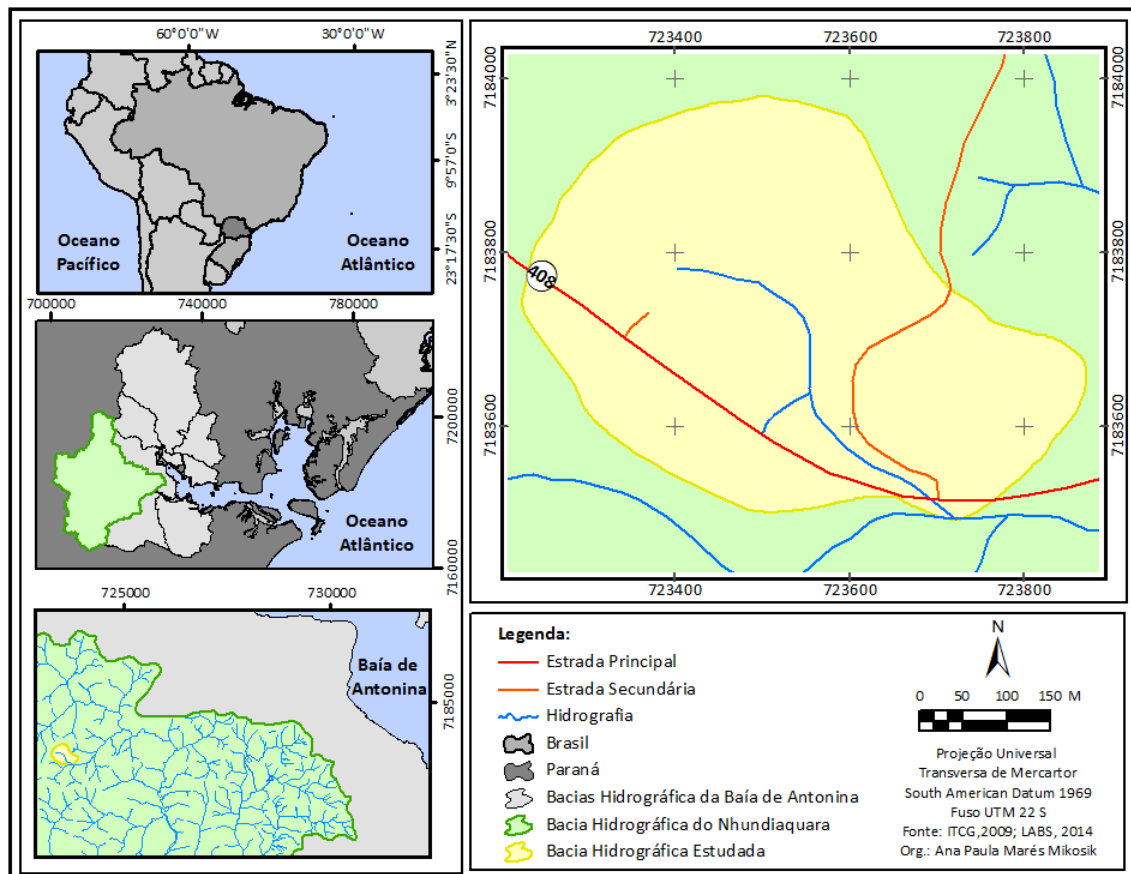 60°0'0"W 30°0'0"W
3°23'30"N
9°57'0"S
23°17'30"S
Oceano
Pacífico
Oceano
Atlântico
700000 740000 780000
7200000
7160000
Oceano
Atlântico
725000 730000
7185000
Baía de
Antonina
723400 723600 723800
7184000 7184000
7183800 7183800
7183600 7183600
408
723400 723600 723800
Legenda:
Estrada Principal
Estrada Secundária
Hidrografia
Brasil
Paraná
Bacias Hidrográfica da Baía de Antonina
Bacia Hidrográfica do Nhundiaquara
Bacia Hidrográfica Estudada
N
0 50 100 150 M
Projeção Universal
Transversa de Mercartor
South American Datum 1969
Fuso UTM 22 S
Fonte: ITCG,2009; LABS, 2014
Org.: Ana Paula Marés Mikosik